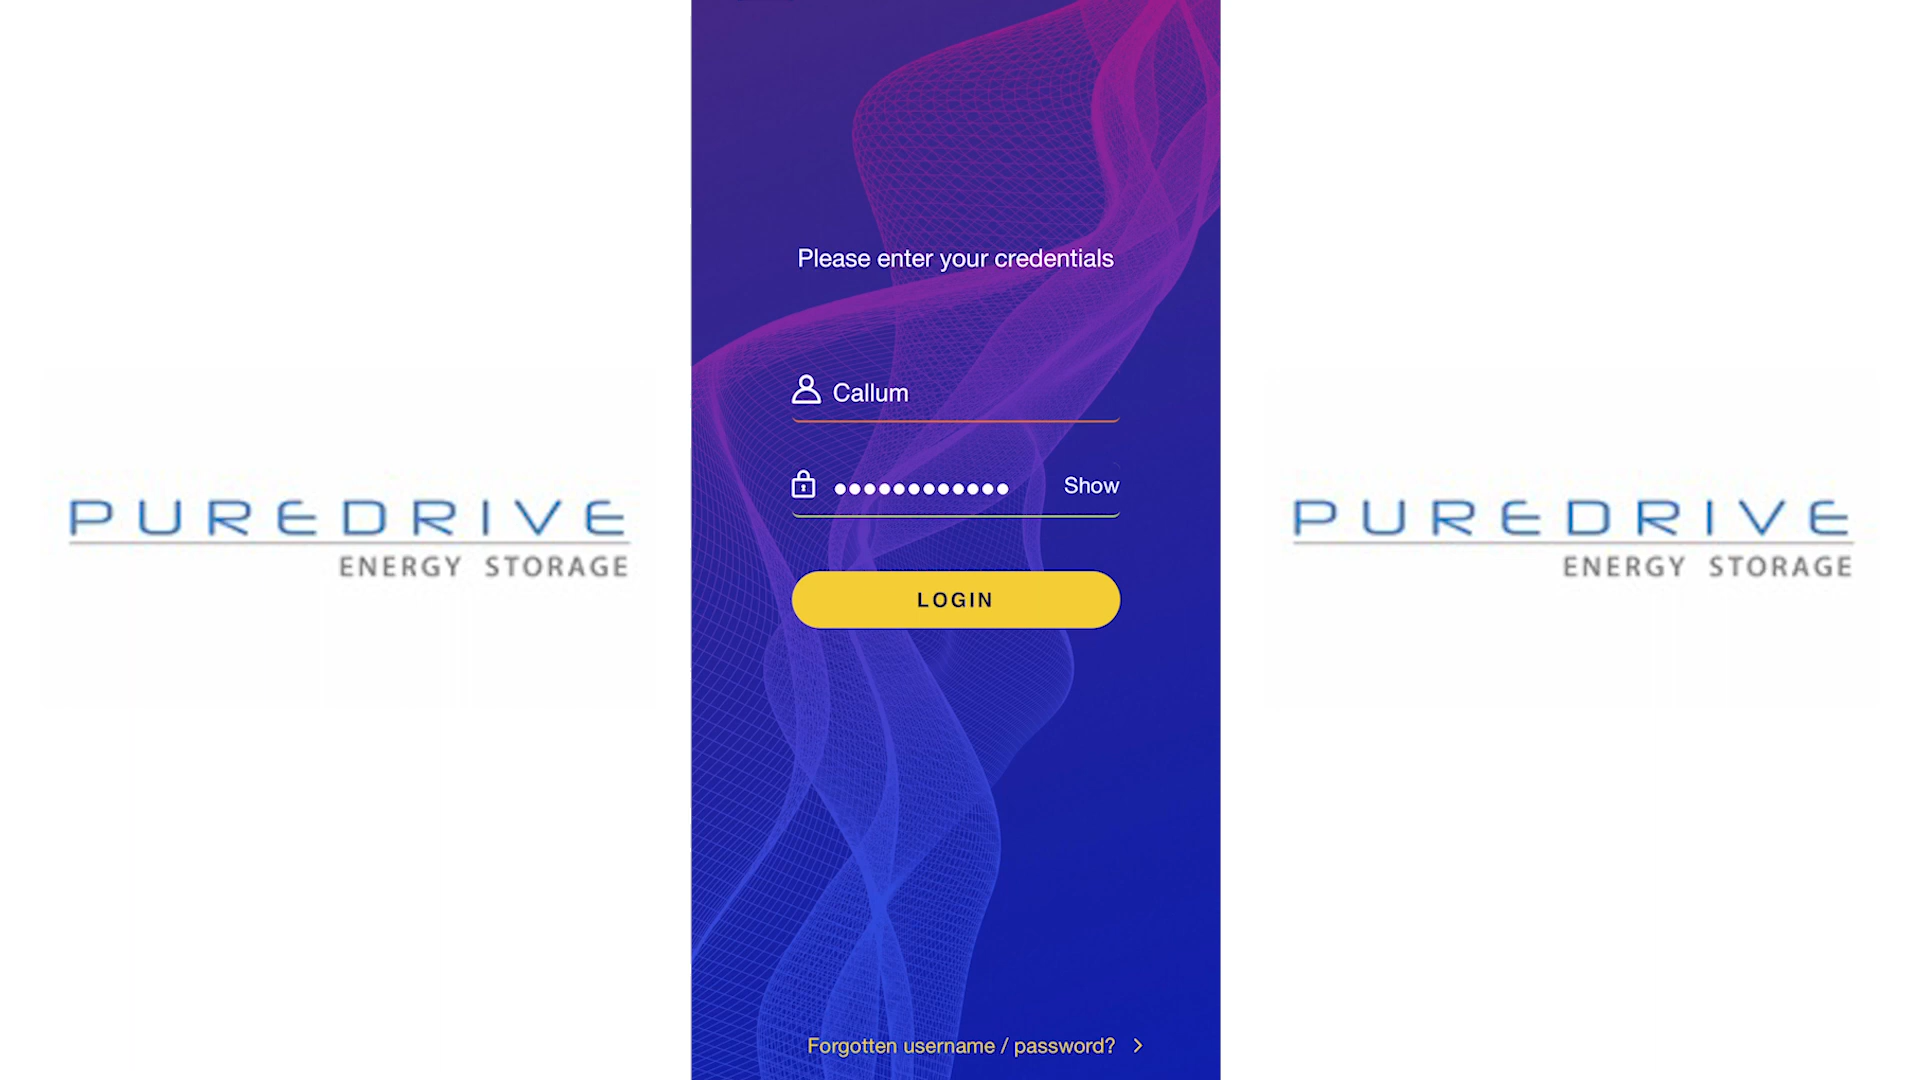 PUREDRIVE
ENERGY STORAGE
Please enter your credentials
Callum
●●●●●●●●●●●● Show
LOGIN
Forgotten username / password? >
PUREDRIVE
ENERGY STORAGE